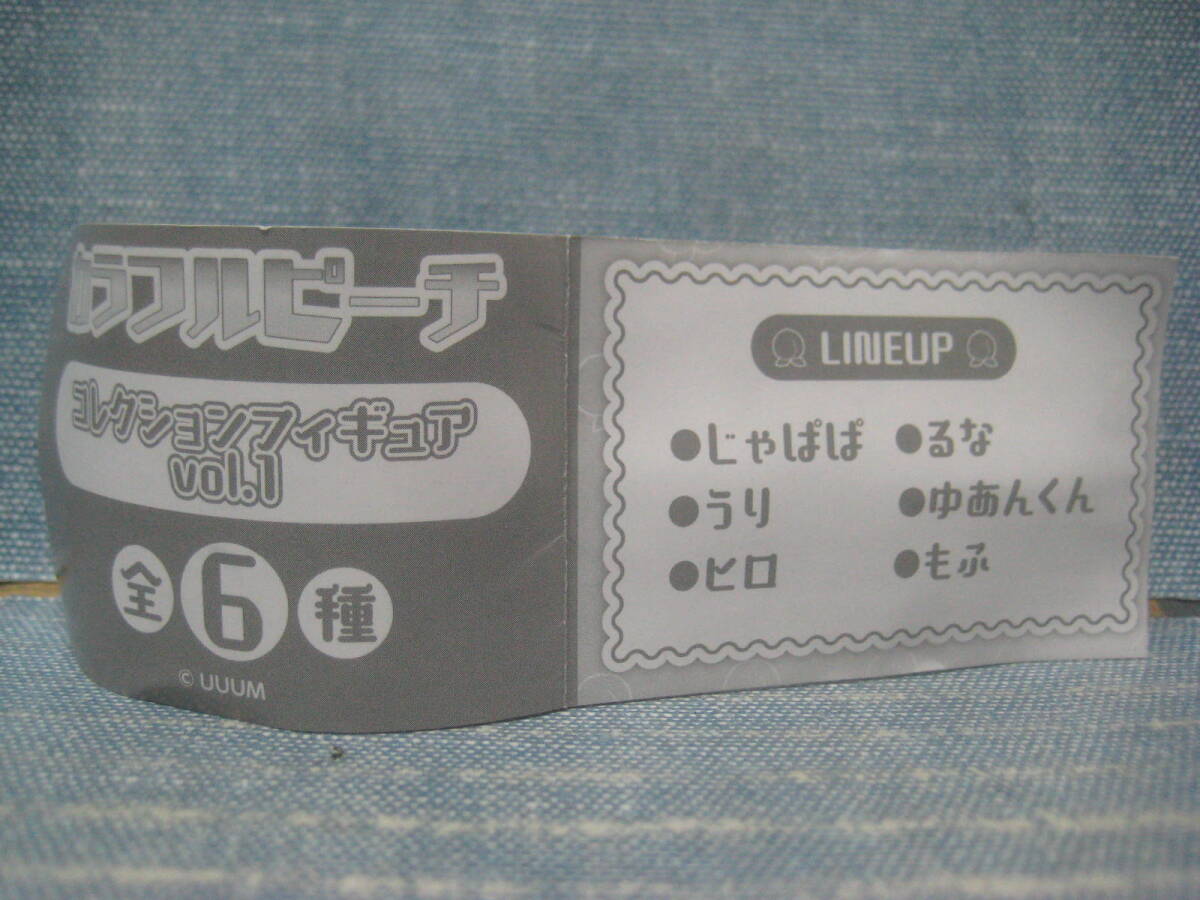 カラフルピーチ
コレクションフィギュア
vol.1
全6種
© UUUM
LINEUP
●じゃぱぱ ●るな
●うり ●ゆあんくん
●ヒロ ●もふ